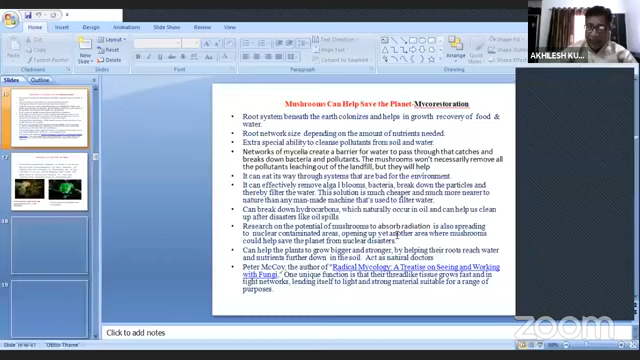 Home
Insert
Design
Animations
Slide Show
Review
View
New Slide
Layout
Reset
Delete
Text Direction
Align Text
Convert to SmartArt
Arrange
Quick Styles
Shape Fill
Clipboard
Slides
Font
Paragraph
Drawing
AKHILESH KU...
Slides
Outline
17
18
19
Mushrooms Can Help Save the Planet-Mycorestoration
• Root system beneath the earth colonizes and helps in growth recovery of food &
water.
• Root network size depending on the amount of nutrients needed.
• Extra special ability to cleanse pollutants from soil and water.
• Networks of mycelia create a barrier for water to pass through that catches and
breaks down bacteria and pollutants. The mushrooms won't necessarily remove all
the pollutants leaching out of the landfill, but they will help
• It can eat its way through systems that are bad for the environment.
• It can effectively remove alga l blooms, bacteria, break down the particles and
thereby filter the water. This solution is much cheaper and much more nearer to
nature than any man-made machine that's used to filter water.
• Can break down hydrocarbons, which naturally occur in oil and can help us clean
up after disasters like oil spills
• Research on the potential of mushrooms to absorb radiation is also spreading
to nuclear contaminated areas, opening up yet another area where mushrooms
could help save the planet from nuclear disasters.
• Can help the plants to grow bigger and stronger, by helping their roots reach water
and nutrients further down in the soil. Act as natural doctors
• Peter McCoy, the author of "Radical Mycology: A Treatise on Seeing and Working
with Fungi," One unique function is that their threadlike tissue grows fast and in
tight networks, lending itself to light and strong material suitable for a range of
purposes.
Click to add notes
zoom